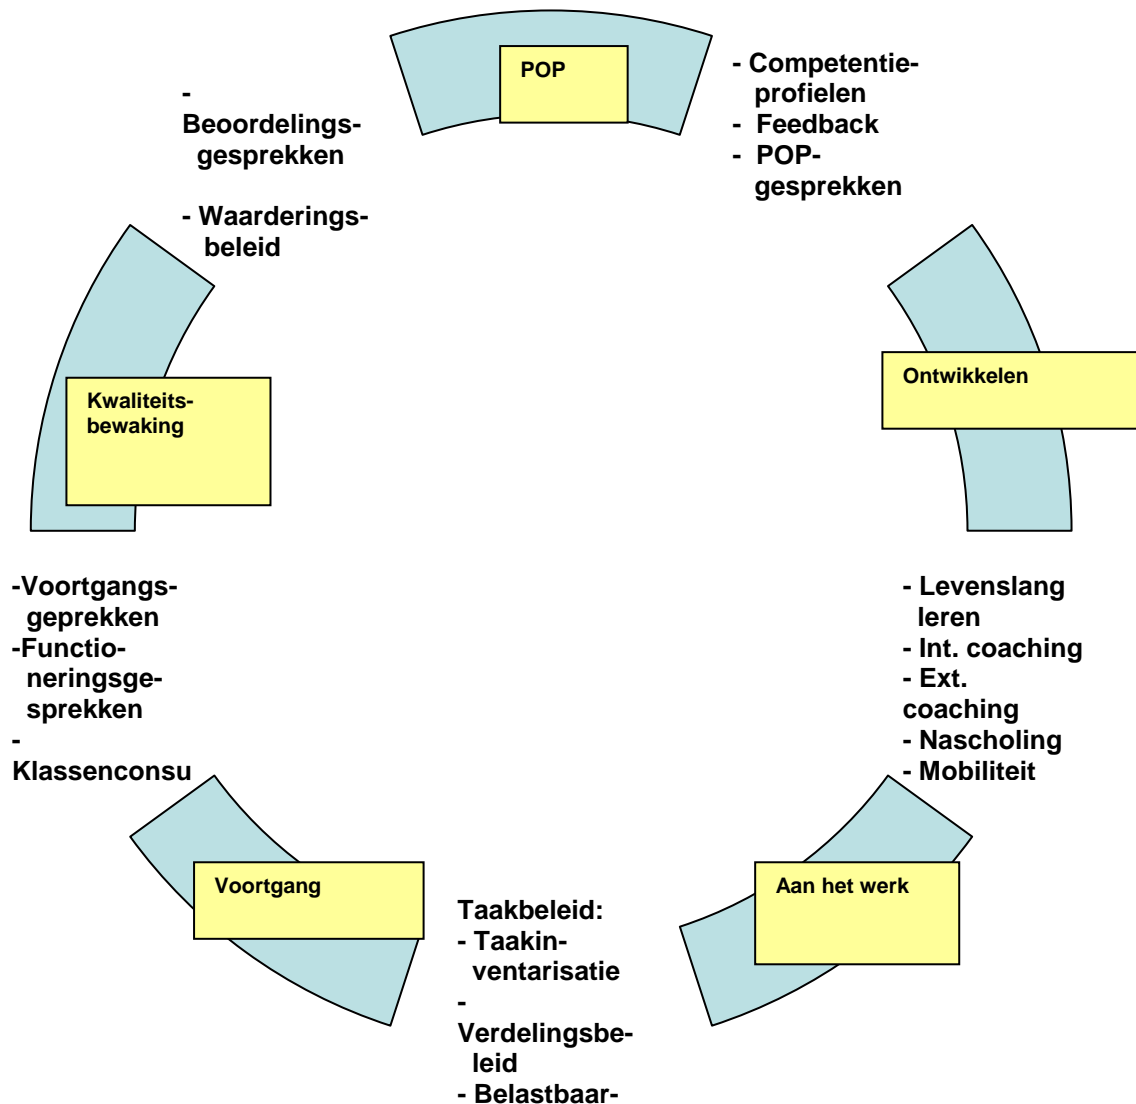 POP
- Competentie-
profielen
- Feedback
- POP-
gesprekken
-
Beoordelings-
gesprekken
- Waarderings-
beleid
Ontwikkelen
Kwaliteits-
bewaking
- Levenslang
leren
- Int. coaching
- Ext.
coaching
- Nascholing
- Mobiliteit
-Voortgangs-
geprekken
-Functio-
neringsge-
sprekken
-
Klassenconsu
Aan het werk
Voortgang
Taakbeleid:
- Taakin-
ventarisatie
-
Verdelingsbe-
leid
- Belastbaar-